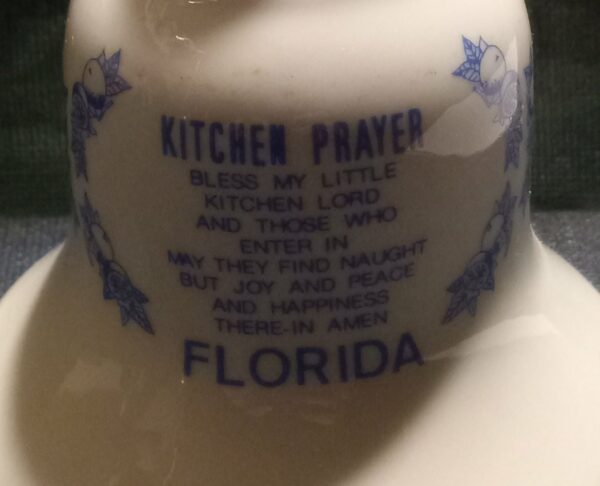 KITCHEN PRAYER
BLESS MY LITTLE
KITCHEN LORD
AND THOSE WHO
ENTER IN
MAY THEY FIND NAUGHT
BUT JOY AND PEACE
AND HAPPINESS
THERE-IN AMEN
FLORIDA